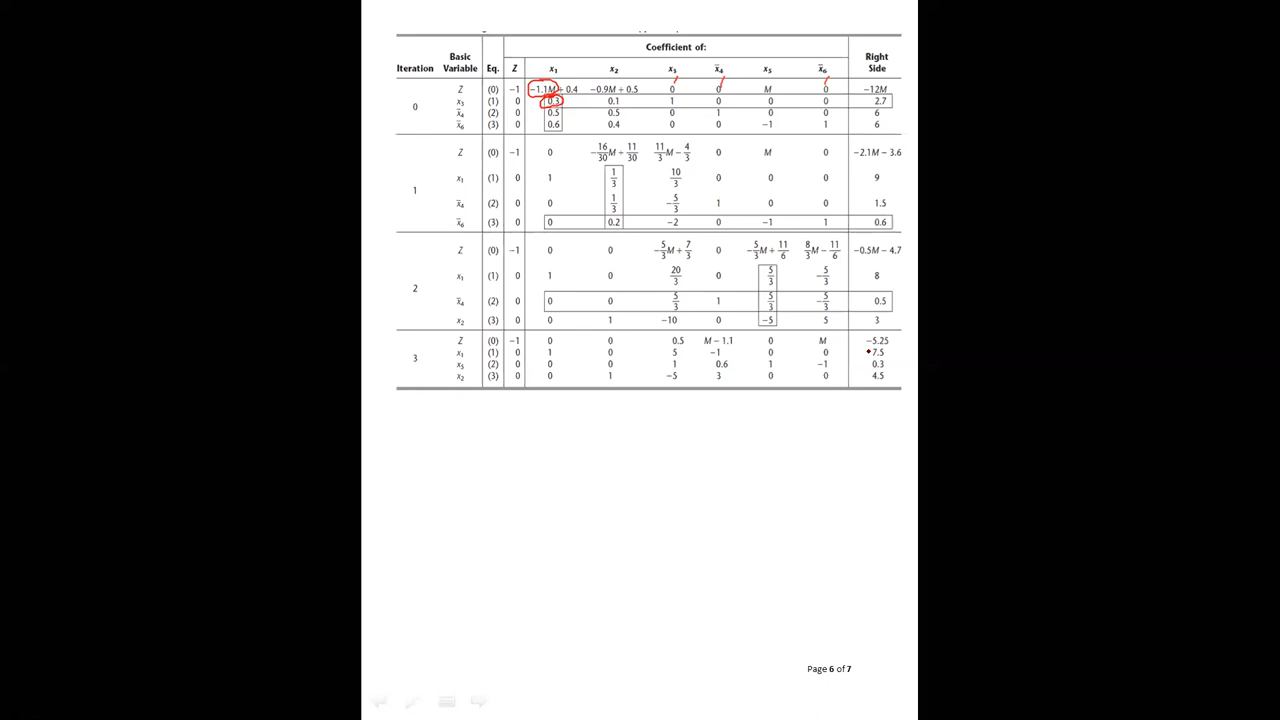 Coefficient of:
Iteration Basic Variable Eq. Z x₁ x₂ x₃ x̄₄ x₅ x̄₆ Right Side
0
Z (0) −1 −1.1M + 0.4 −0.9M + 0.5 0 0 M 0 −12M
x₃ (1) 0 0.3 0.1 1 0 0 0 2.7
x̄₄ (2) 0 0.5 0.5 0 1 0 0 6
x̄₆ (3) 0 0.6 0.4 0 0 −1 1 6
1
Z (0) −1 0 −16/30M + 11/30 11/3M − 4/3 0 M 0 −2.1M − 3.6
x₁ (1) 0 1 1/3 10/3 0 0 0 9
x̄₄ (2) 0 0 1/3 −5/3 1 0 0 1.5
x̄₆ (3) 0 0 0.2 −2 0 −1 1 0.6
2
Z (0) −1 0 0 −5/3M + 7/3 0 −5/3M + 11/6 8/3M − 11/6 −0.5M − 4.7
x₁ (1) 0 1 0 20/3 0 5/3 −5/3 8
x̄₄ (2) 0 0 0 5/3 1 5/3 −5/3 0.5
x₂ (3) 0 0 1 −10 0 −5 5 3
3
Z (0) −1 0 0 0.5 M − 1.1 0 M −5.25
x₁ (1) 0 1 0 5 −1 0 0 7.5
x₅ (2) 0 0 0 1 0.6 1 −1 0.3
x₂ (3) 0 0 1 −5 3 0 0 4.5
Page 6 of 7